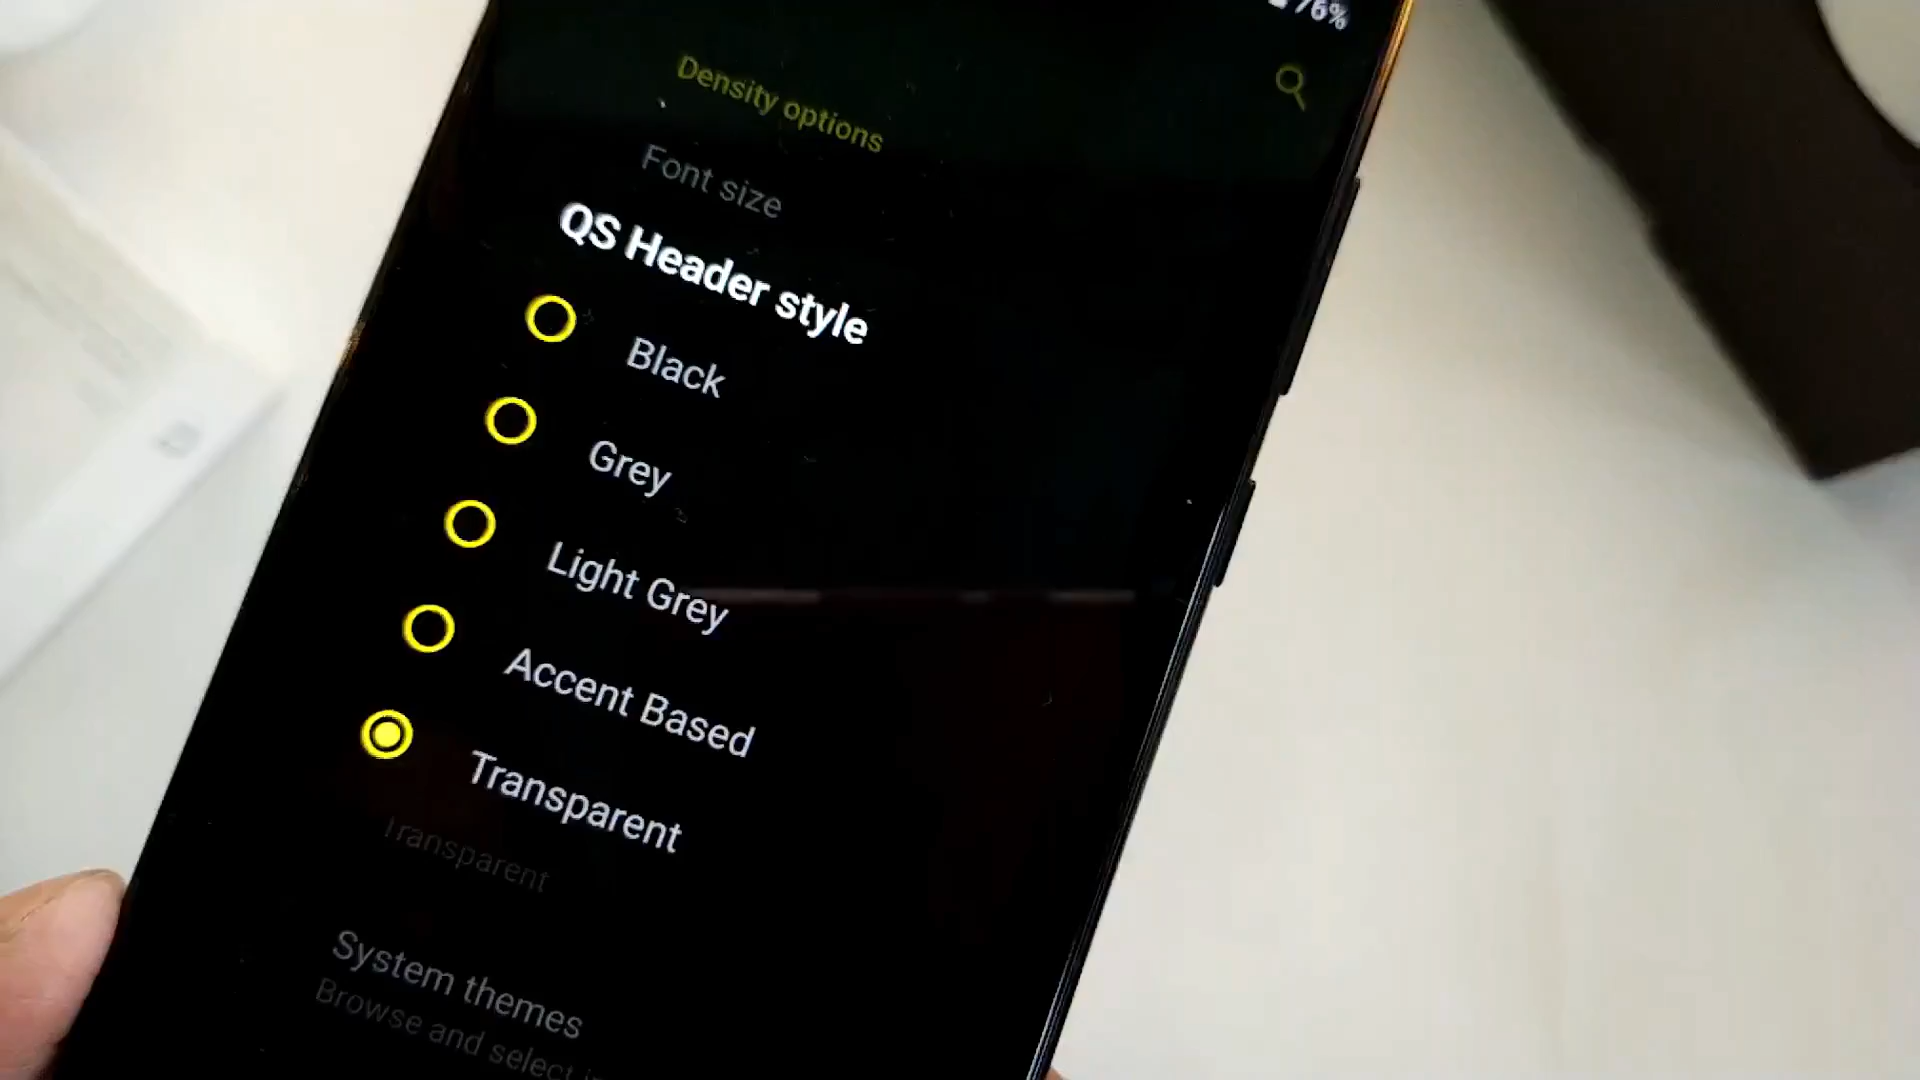 76%
Density options
Font size
QS Header style
Black
Grey
Light Grey
Accent Based
Transparent
Transparent
System themes
Browse and select